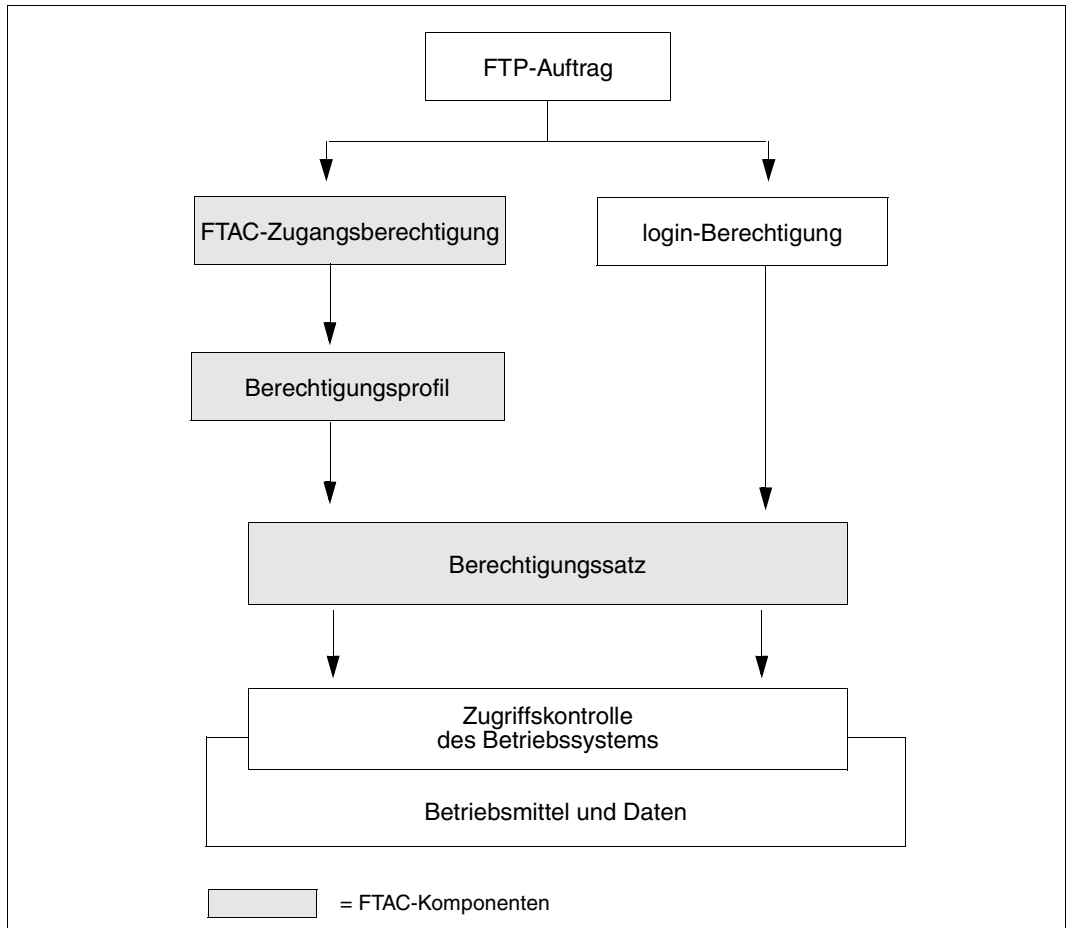 FTP-Auftrag
FTAC-Zugangsberechtigung
login-Berechtigung
Berechtigungsprofil
Berechtigungssatz
Zugriffskontrolle
des Betriebssystems
Betriebsmittel und Daten
= FTAC-Komponenten